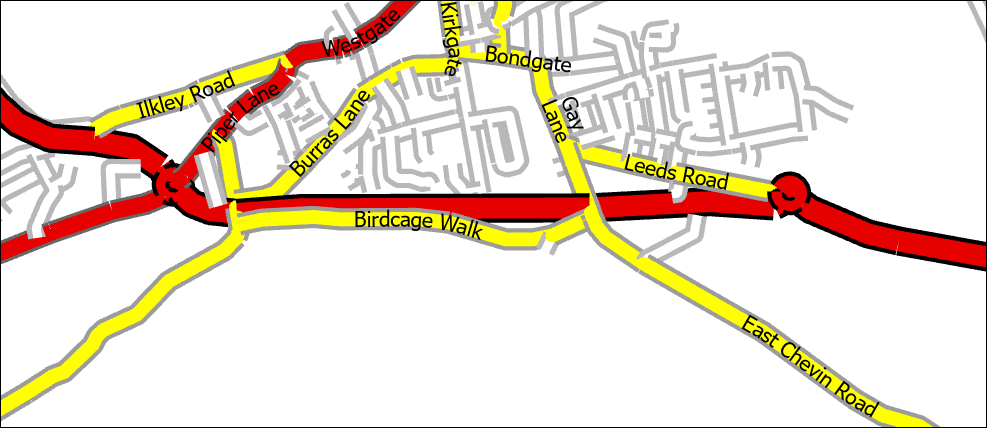 Westgate
Kirkgate
Bondgate
Ilkley Road
Piper Lane
Burras Lane
Gay
Lane
Leeds Road
Birdcage Walk
East Chevin Road